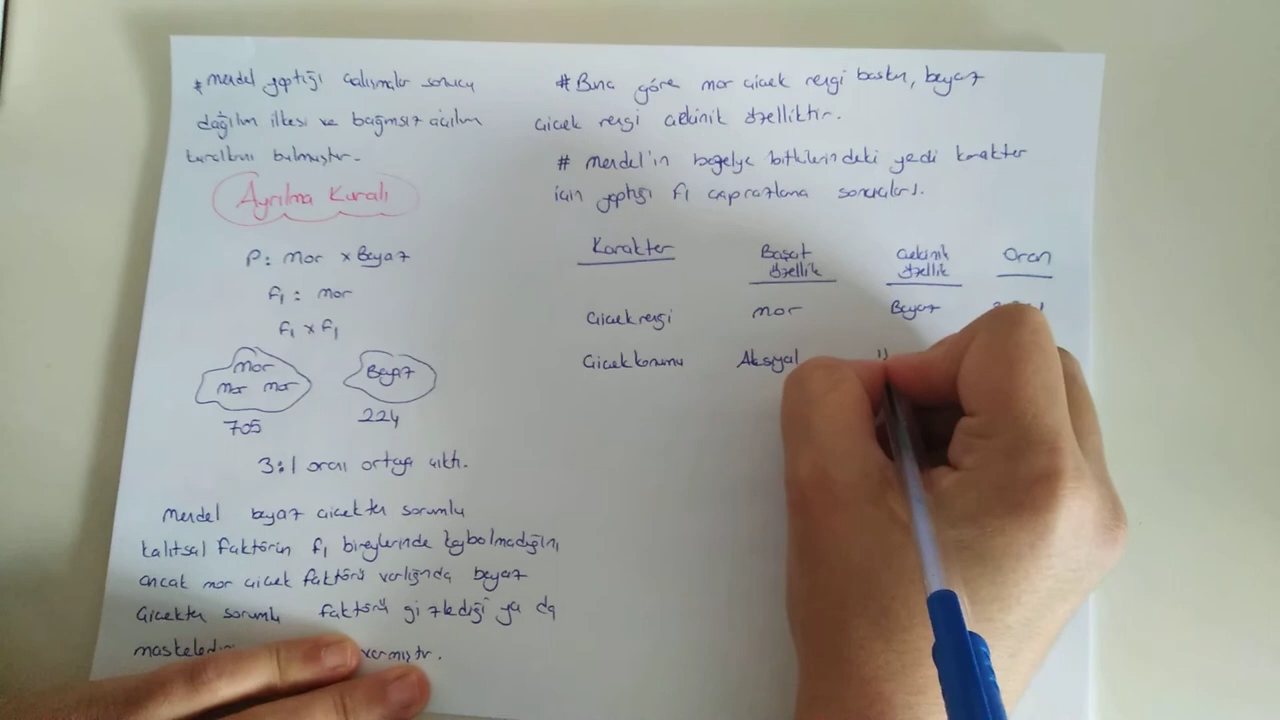 * Mendel yaptığı çalışmalar sonucu
dağılım ilkesi ve bağımsız açılım
kuralını bulmuştur.
Ayrılma Kuralı
P: Mor x Beyaz
F1 : Mor
F1 x F1
Mor
Mor Mor
Beyaz
705
224
3:1 oranı ortaya çıktı.
Mendel beyaz çiçekten sorumlu
kalıtsal faktörün F1 bireylerinde kaybolmadığını,
ancak mor çiçek faktörü varlığında beyaz
çiçekten sorumlu faktörü gizlediği ya da
# Buna göre mor çiçek rengi baskın, beyaz
çiçek rengi çekinik özelliktir.
# Mendel'in bezelye bitkilerindeki yedi karakter
için yaptığı F1 çaprazlama sonuçları.
Karakter Başat özellik Çekinik özellik Oran
Çiçek rengi Mor Beyaz
Çiçek konumu Aksiyal